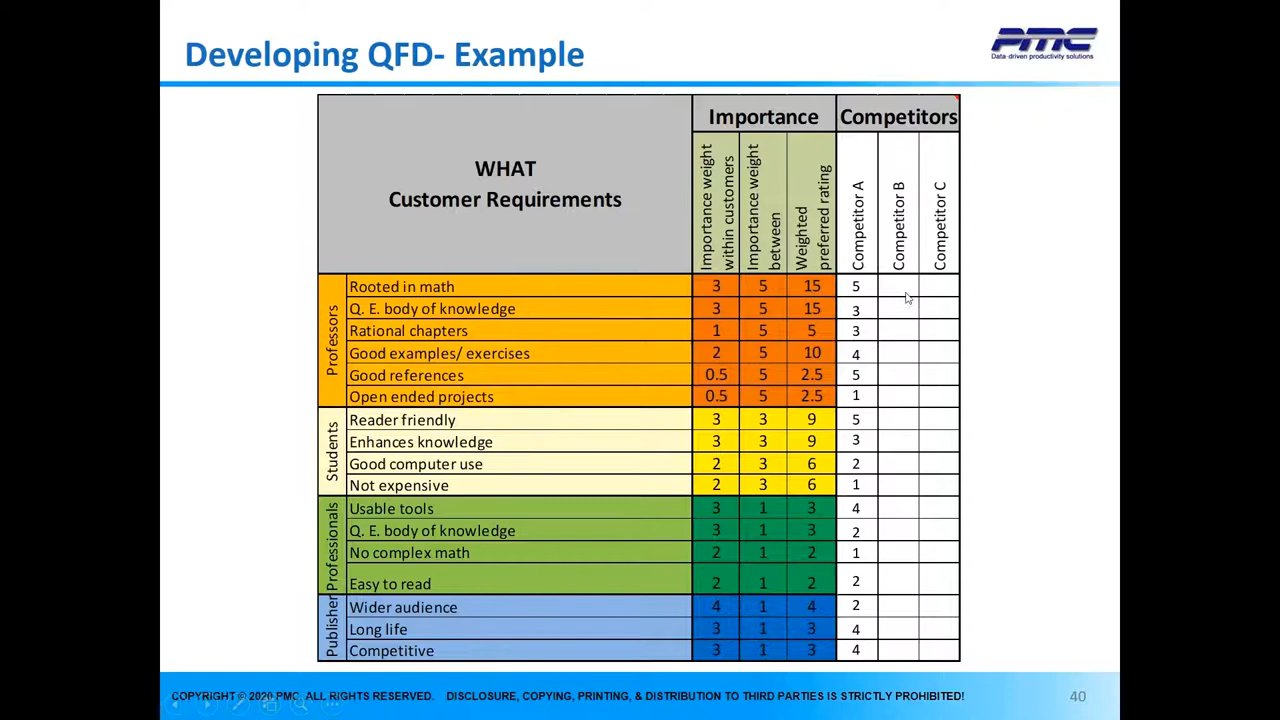 Developing QFD- Example
PMC
Data-driven productivity solutions
WHAT
Customer Requirements
Importance
Competitors
Importance weight within customers
Importance weight between
Weighted preferred rating
Competitor A
Competitor B
Competitor C
Professors
Rooted in math 3 5 15 5
Q. E. body of knowledge 3 5 15 3
Rational chapters 1 5 5 3
Good examples/ exercises 2 5 10 4
Good references 0.5 5 2.5 5
Open ended projects 0.5 5 2.5 1
Students
Reader friendly 3 3 9 5
Enhances knowledge 3 3 9 3
Good computer use 2 3 6 2
Not expensive 2 3 6 1
Professionals
Usable tools 3 1 3 4
Q. E. body of knowledge 3 1 3 2
No complex math 2 1 2 1
Easy to read 2 1 2 2
Publisher
Wider audience 4 1 4 2
Long life 3 1 3 4
Competitive 3 1 3 4
COPYRIGHT © 2020 PMC. ALL RIGHTS RESERVED. DISCLOSURE, COPYING, PRINTING, & DISTRIBUTION TO THIRD PARTIES IS STRICTLY PROHIBITED!
40